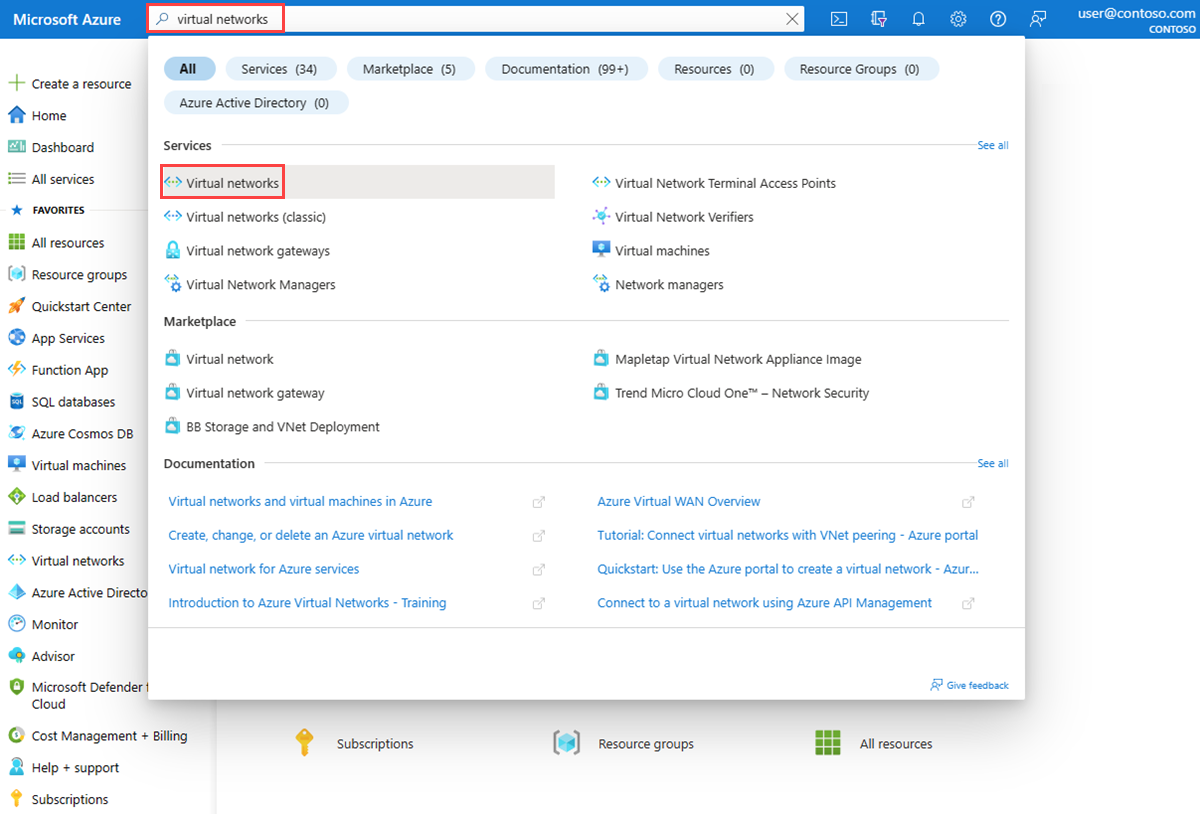 Microsoft Azure
virtual networks
user@contoso.com
CONTOSO
Create a resource
Home
Dashboard
All services
FAVORITES
All resources
Resource groups
Quickstart Center
App Services
Function App
SQL databases
Azure Cosmos DB
Virtual machines
Load balancers
Storage accounts
Virtual networks
Azure Active Directo
Monitor
Advisor
Microsoft Defender f
Cloud
Cost Management + Billing
Help + support
Subscriptions
All
Services (34)
Marketplace (5)
Documentation (99+)
Resources (0)
Resource Groups (0)
Azure Active Directory (0)
Services
See all
Virtual networks
Virtual networks (classic)
Virtual network gateways
Virtual Network Managers
Virtual Network Terminal Access Points
Virtual Network Verifiers
Virtual machines
Network managers
Marketplace
Virtual network
Virtual network gateway
BB Storage and VNet Deployment
Mapletap Virtual Network Appliance Image
Trend Micro Cloud One™ – Network Security
Documentation
See all
Virtual networks and virtual machines in Azure
Create, change, or delete an Azure virtual network
Virtual network for Azure services
Introduction to Azure Virtual Networks - Training
Azure Virtual WAN Overview
Tutorial: Connect virtual networks with VNet peering - Azure portal
Quickstart: Use the Azure portal to create a virtual network - Azur...
Connect to a virtual network using Azure API Management
Give feedback
Subscriptions
Resource groups
All resources